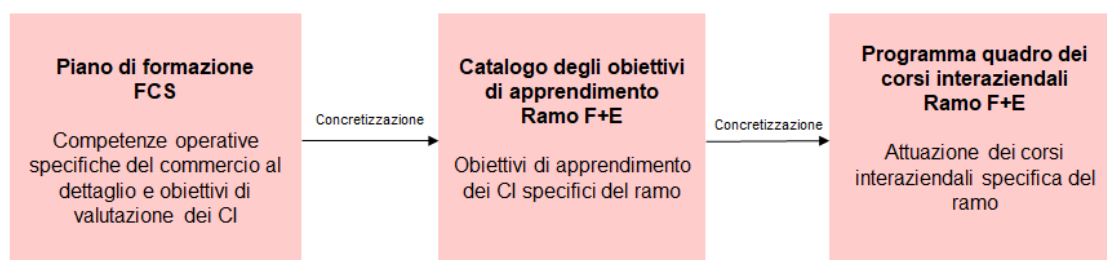 Piano di formazione
FCS
Competenze operative
specifiche del commercio al
dettaglio e obiettivi di
valutazione dei CI
Concretizzazione
Catalogo degli obiettivi
di apprendimento
Ramo F+E
Obiettivi di apprendimento
dei CI specifici del ramo
Concretizzazione
Programma quadro dei
corsi interaziendali
Ramo F+E
Attuazione dei corsi
interaziendali specifica del
ramo